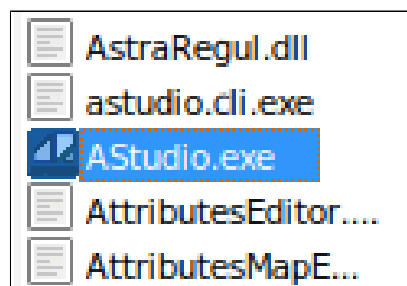 AstraRegul.dll
astudio.cli.exe
AStudio.exe
AttributesEditor....
AttributesMapE...